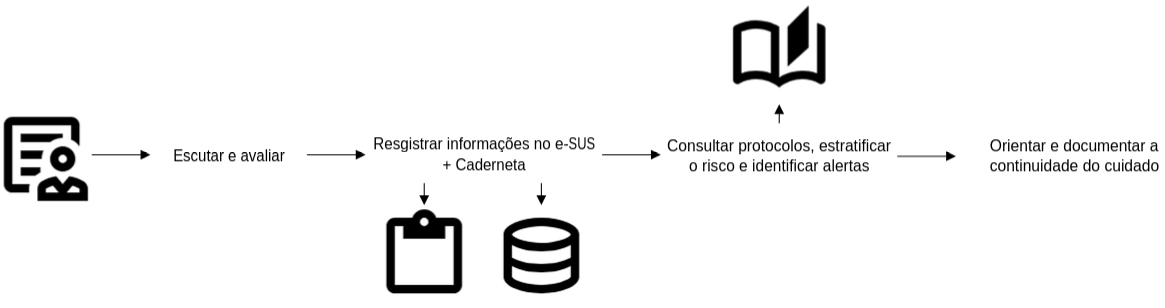 Escutar e avaliar
Resgistrar informações no e-SUS
+ Caderneta
Consultar protocolos, estratificar
o risco e identificar alertas
Orientar e documentar a
continuidade do cuidado